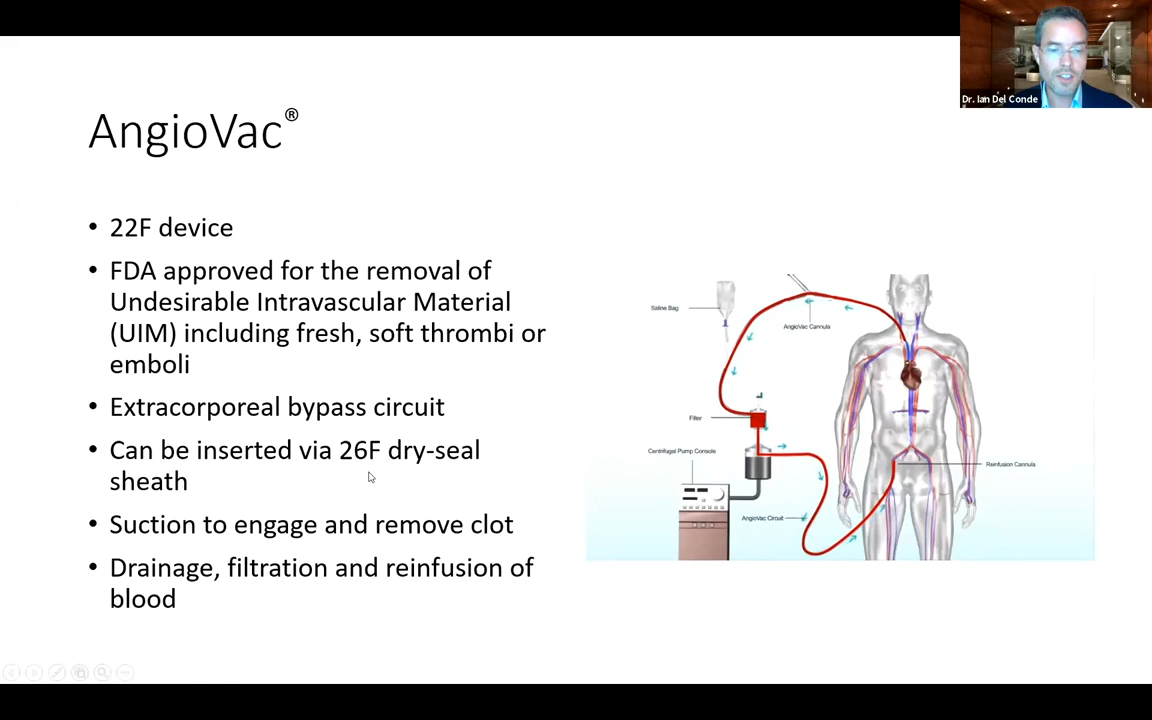 Dr. Ian Del Conde
AngioVac®
• 22F device
• FDA approved for the removal of
Undesirable Intravascular Material
(UIM) including fresh, soft thrombi or
emboli
• Extracorporeal bypass circuit
• Can be inserted via 26F dry-seal
sheath
• Suction to engage and remove clot
• Drainage, filtration and reinfusion of
blood
Saline Bag
AngioVac Cannula
Filter
Centrifugal Pump Console
Reinfusion Cannula
AngioVac Circuit